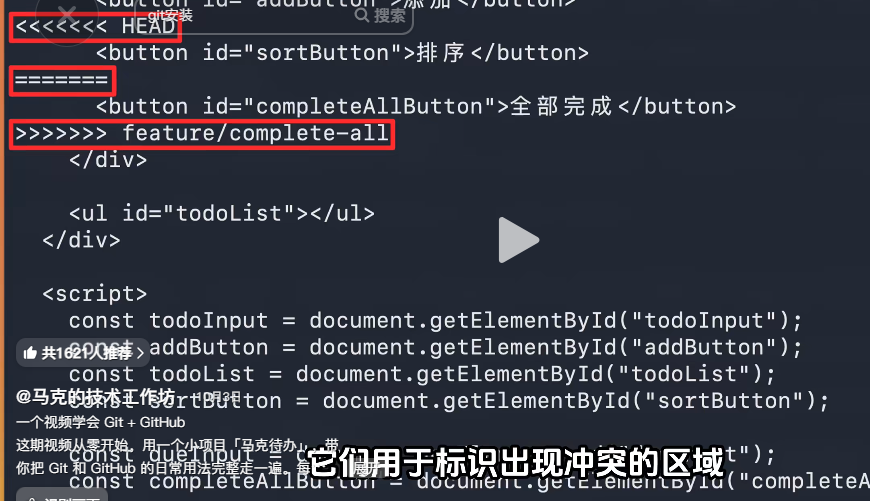 <button id="addButton">添加</button>
git安装
搜索
<<<<<<< HEAD
<button id="sortButton">排序</button>
=======
<button id="completeAllButton">全部完成</button>
>>>>>>> feature/complete-all
</div>
<ul id="todoList"></ul>
</div>
<script>
const todoInput = document.getElementById("todoInput");
const addButton = document.getElementById("addButton");
共1621人推荐 >
const todoList = document.getElementById("todoList");
@马克的技术工作坊
const sortButton = document.getElementById("sortButton");
一个视频学会 Git + GitHub
这期视频从零开始，用一个小项目「马克待办」，带
你把 Git 和 GitHub 的日常用法完整走一遍。每
展开
它们用于标识出现冲突的区域
const completeAllButton = document.getElementById("completeA